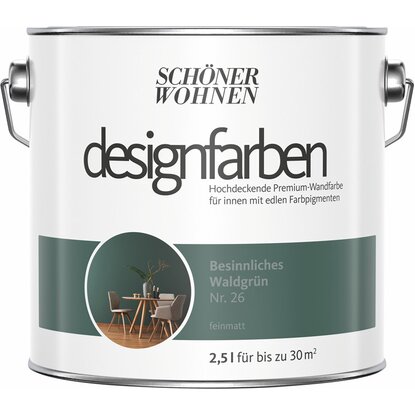 SCHÖNER
WOHNEN
designfarben
Hochdeckende Premium-Wandfarbe
für innen mit edlen Farbpigmenten
Besinnliches
Waldgrün
Nr. 26
feinmatt
2,5 l für bis zu 30 m²